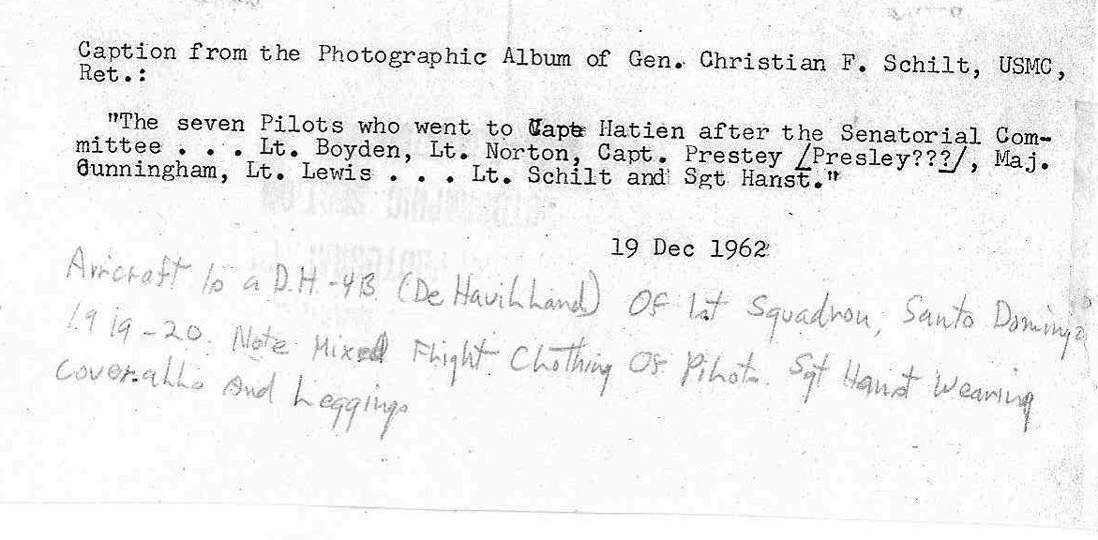 Caption from the Photographic Album of Gen. Christian F. Schilt, USMC,
Ret.:
"The seven Pilots who went to Cape Hatien after the Senatorial Com-
mittee . . . Lt. Boyden, Lt. Norton, Capt. Prestey /Presley???/, Maj.
Cunningham, Lt. Lewis . . . Lt. Schilt and Sgt Hanst."
19 Dec 1962
Aircraft Is a D.H.-4B (De Havilland) Of 1st Squadron, Santo Domingo
1919-20. Note Mixed Flight Clothing Of Pilots. Sgt Hanst Wearing
Coveralls And Leggings